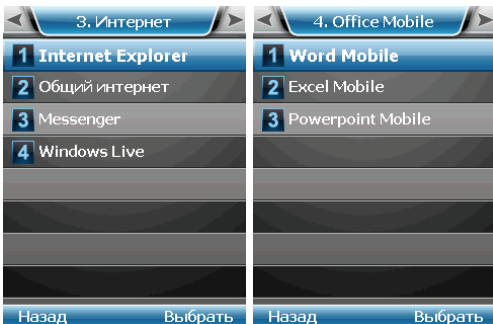 3. Интернет
1 Internet Explorer
2 Общий интернет
3 Messenger
4 Windows Live
Назад Выбрать
4. Office Mobile
1 Word Mobile
2 Excel Mobile
3 Powerpoint Mobile
Назад Выбрать